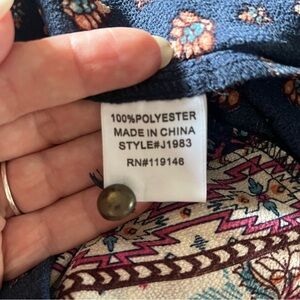 100%POLYESTER
MADE IN CHINA
STYLE#J1983
RN#119146